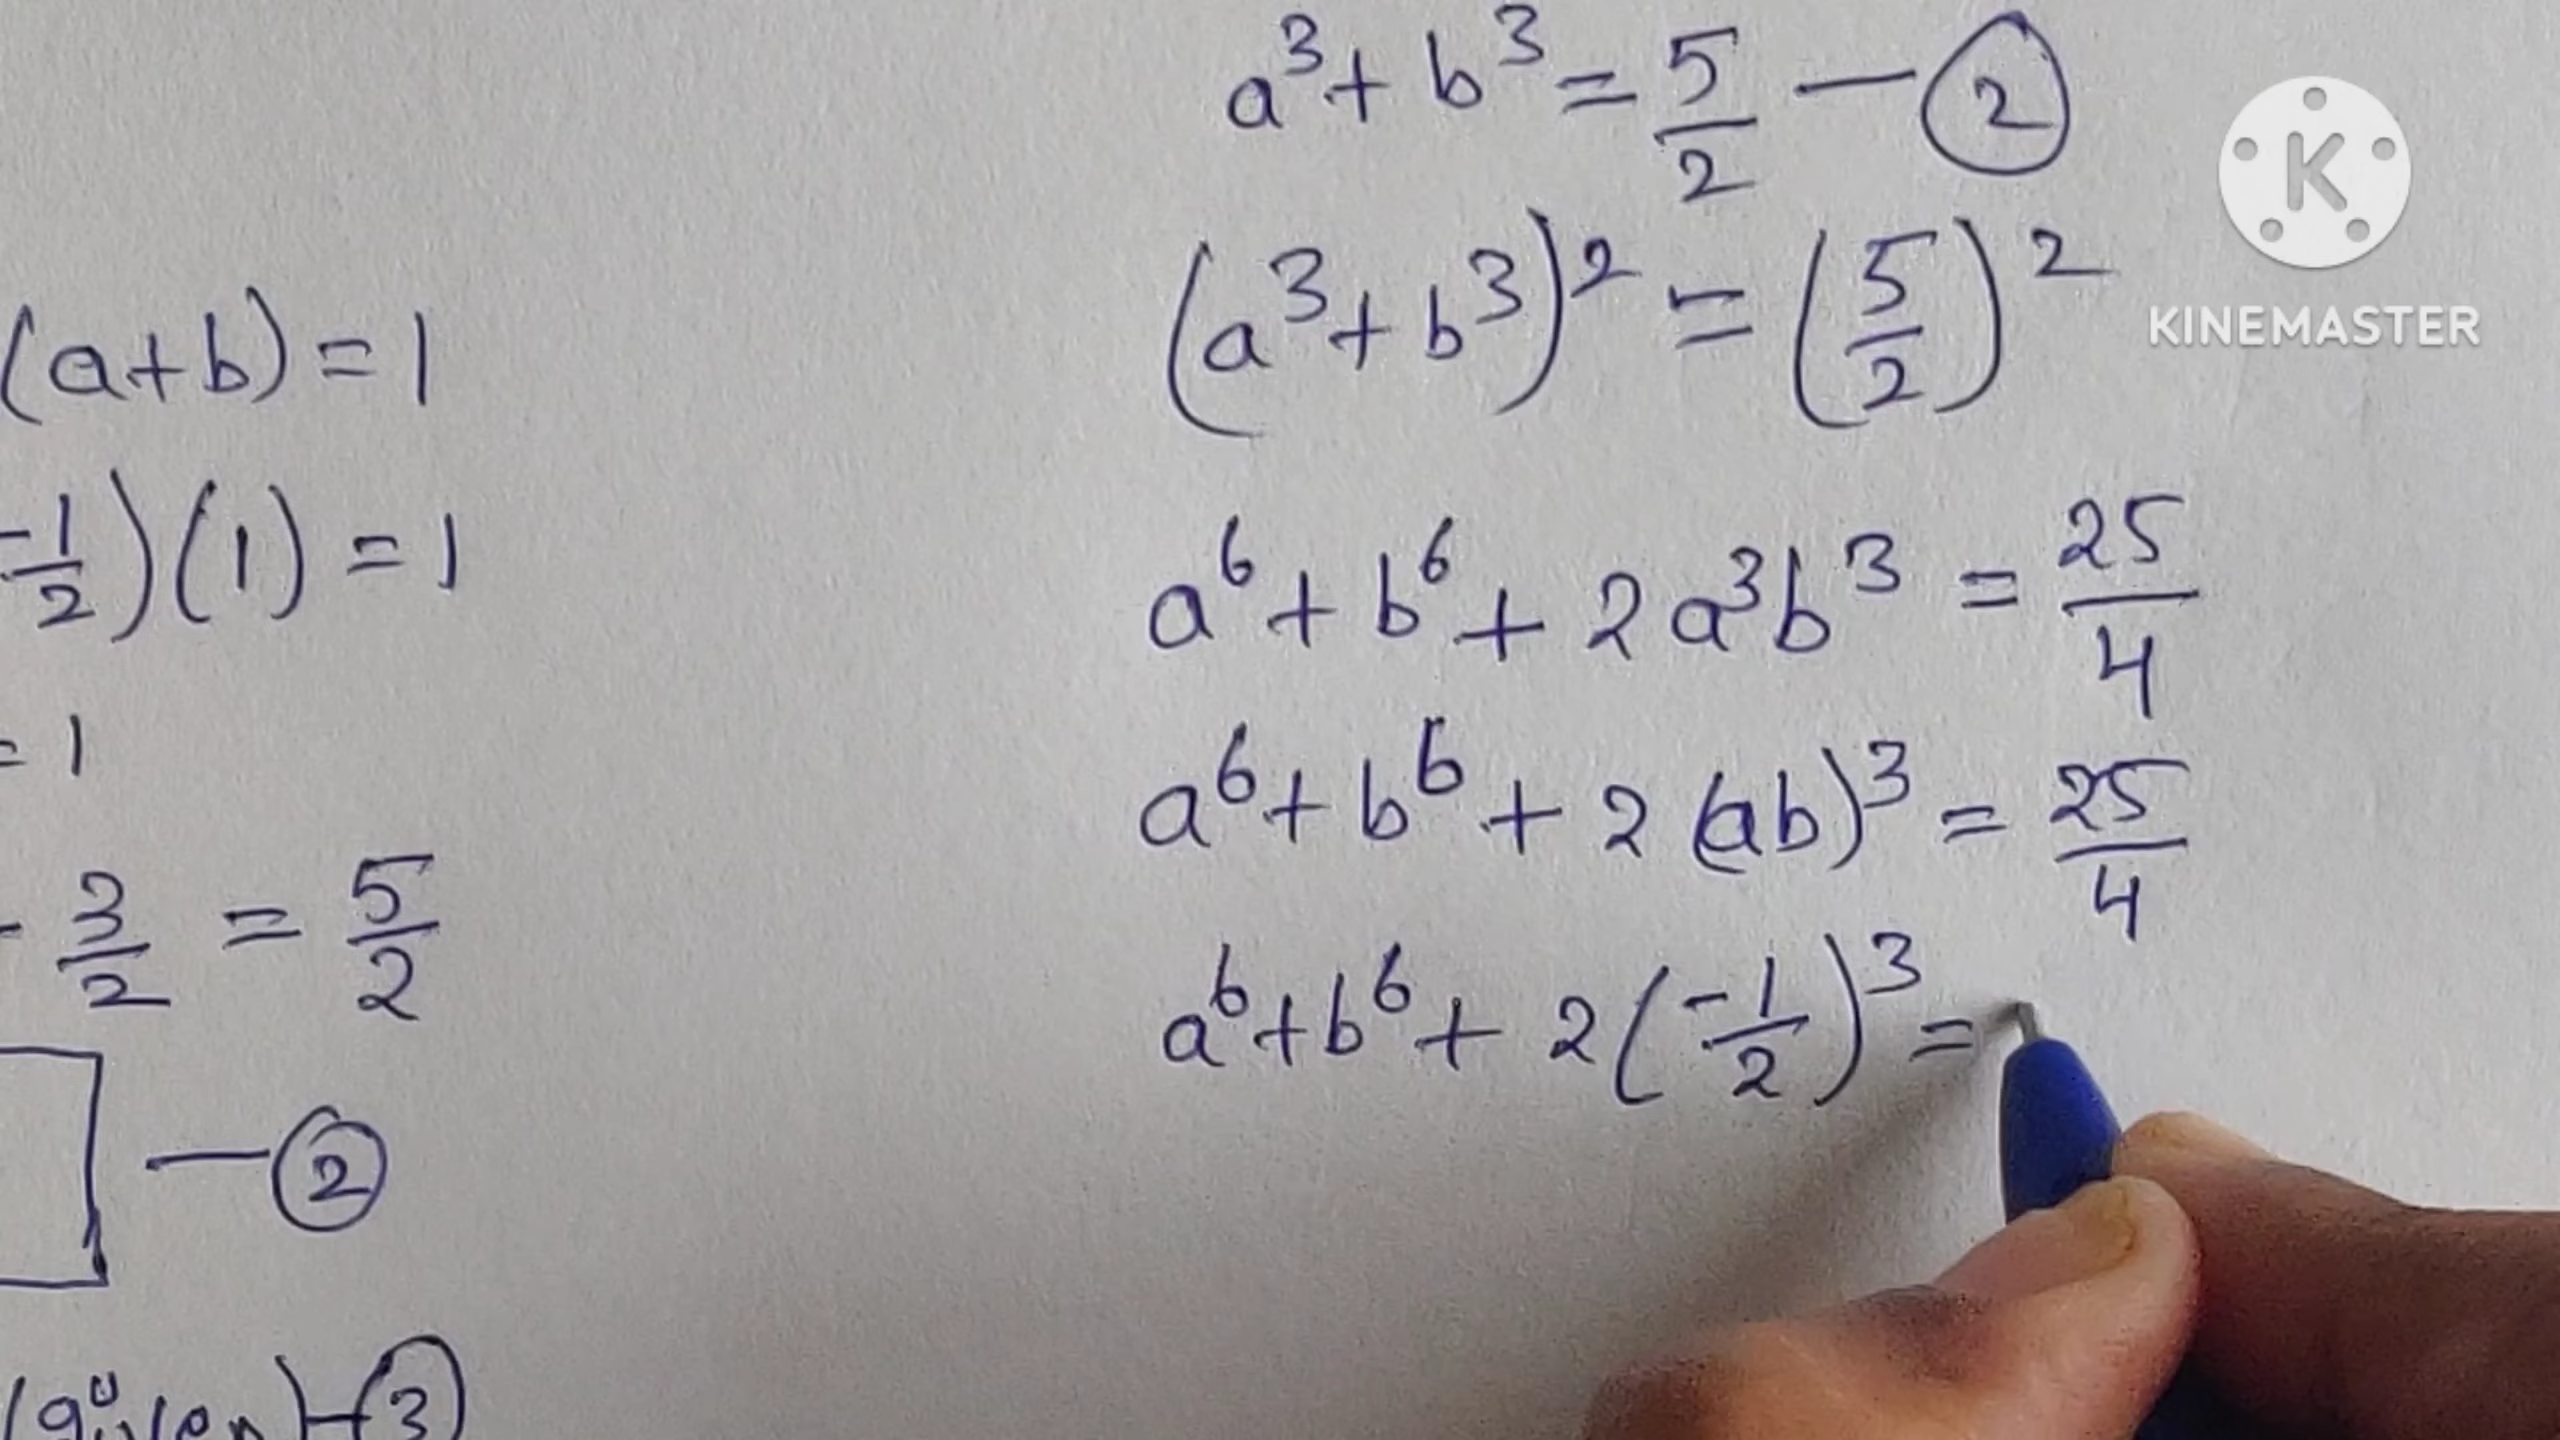 (a+b) = 1
-1/2)(1) = 1
= 1
- 3/2 = 5/2
— ②
(given) — ③
a³ + b³ = 5/2 — ②
(a³ + b³)² = (5/2)²
a⁶ + b⁶ + 2a³b³ = 25/4
a⁶ + b⁶ + 2(ab)³ = 25/4
a⁶ + b⁶ + 2(-1/2)³ =
K
KINEMASTER